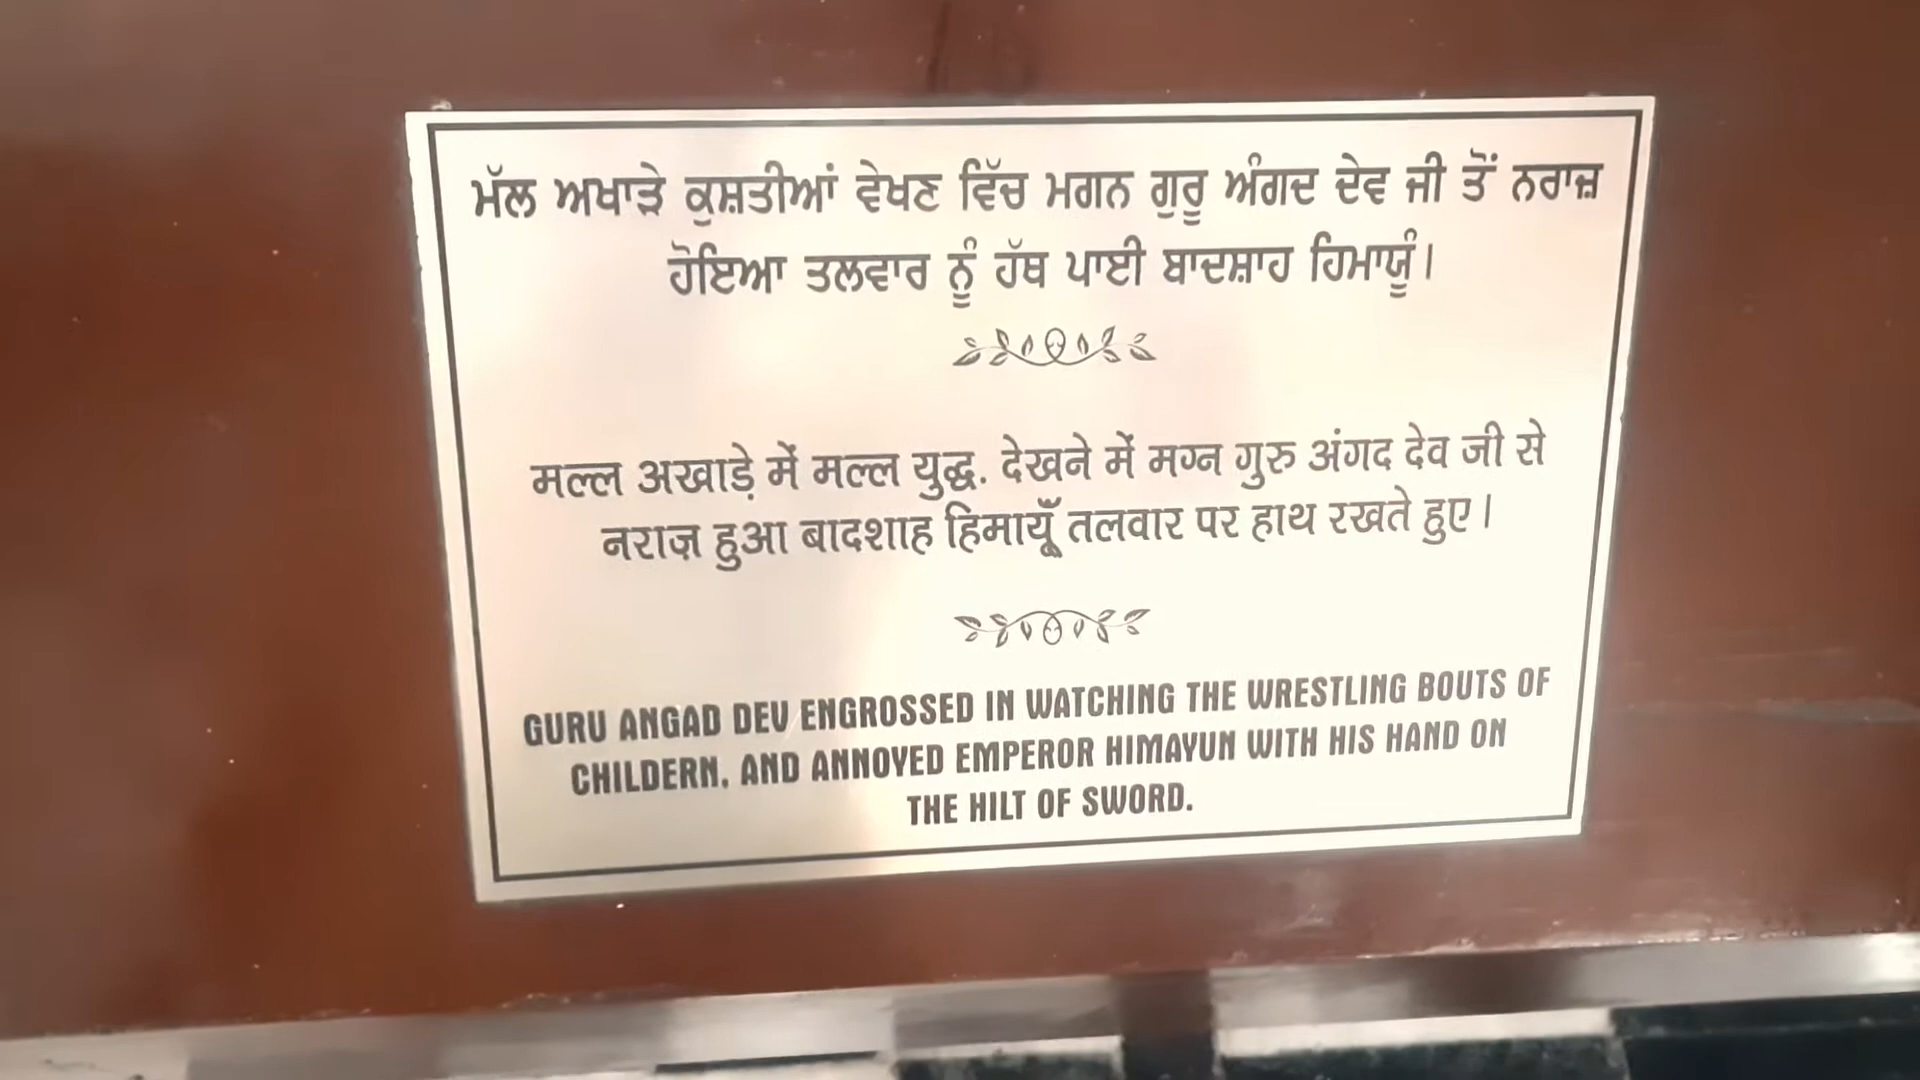 ਮੱਲ ਅਖਾੜੇ ਕੁਸ਼ਤੀਆਂ ਵੇਖਣ ਵਿੱਚ ਮਗਨ ਗੁਰੂ ਅੰਗਦ ਦੇਵ ਜੀ ਤੋਂ ਨਰਾਜ਼
ਹੋਇਆ ਤਲਵਾਰ ਨੂੰ ਹੱਥ ਪਾਈ ਬਾਦਸ਼ਾਹ ਹਿਮਾਯੂੰ।
मल्ल अखाड़े में मल्ल युद्ध. देखने में मग्न गुरु अंगद देव जी से
नराज़ हुआ बादशाह हिमायूँ तलवार पर हाथ रखते हुए।
GURU ANGAD DEV ENGROSSED IN WATCHING THE WRESTLING BOUTS OF
CHILDERN, AND ANNOYED EMPEROR HIMAYUN WITH HIS HAND ON
THE HILT OF SWORD.